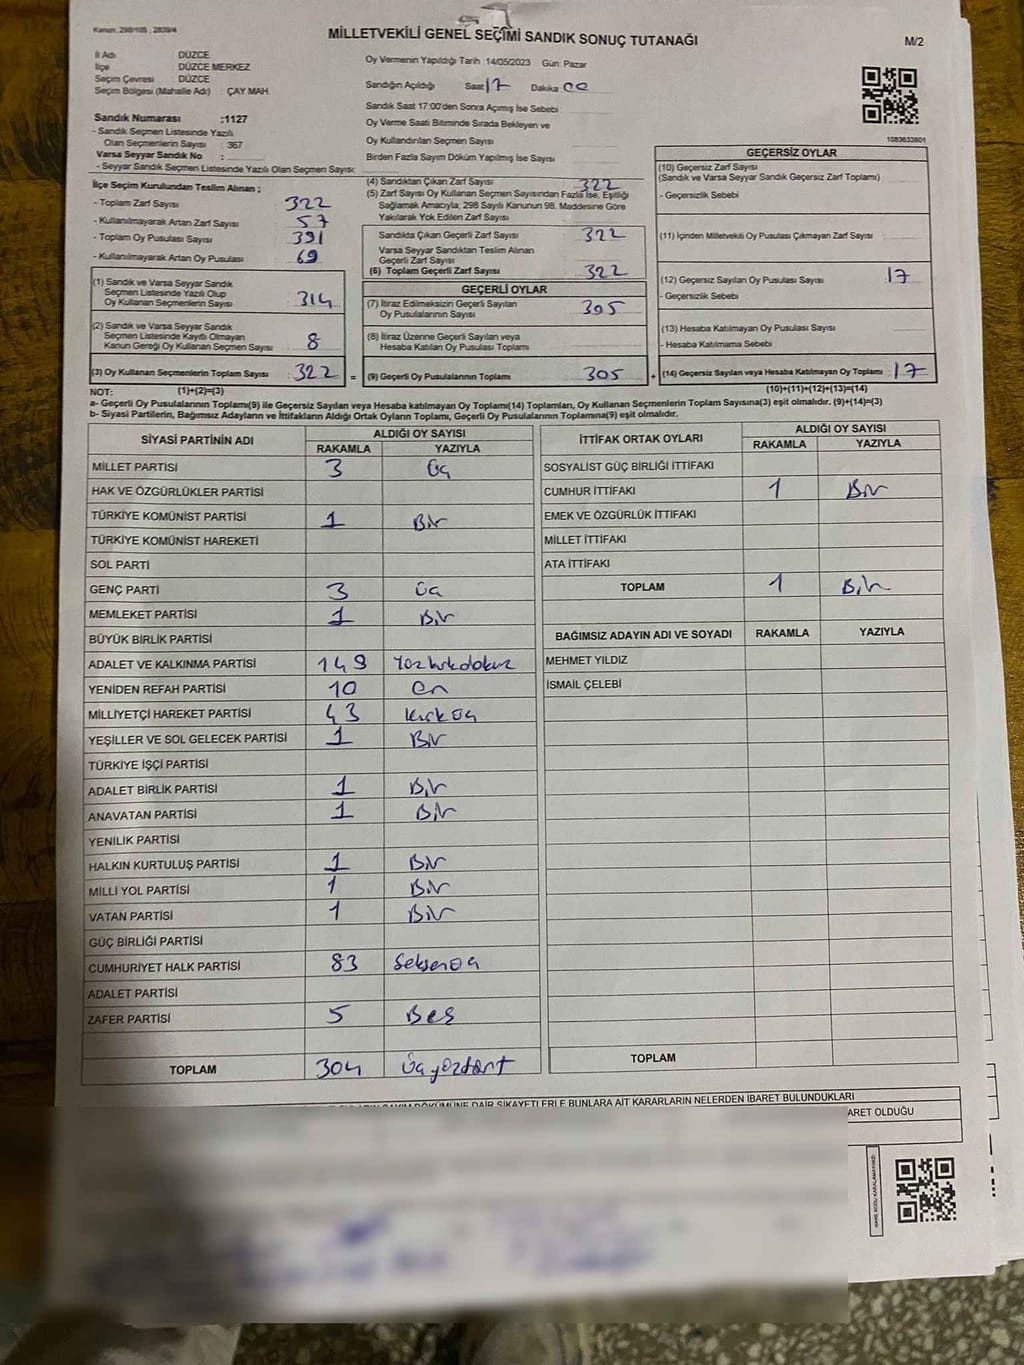 Kanun. 298/105 , 2839/4
MİLLETVEKİLİ GENEL SEÇİMİ SANDIK SONUÇ TUTANAĞI
M/2
İl Adı : DÜZCE
İlçe : DÜZCE MERKEZ
Seçim Çevresi : DÜZCE
Seçim Bölgesi (Mahalle Adı) : ÇAY MAH.
Sandık Numarası :1127
- Sandık Seçmen Listesinde Yazılı
Olan Seçmenlerin Sayısı : 367
Varsa Seyyar Sandık No :
- Seyyar Sandık Seçmen Listesinde Yazılı Olan Seçmen Sayısı:
Oy Vermenin Yapıldığı Tarih :14/05/2023 Gün: Pazar
Sandığın Açıldığı Saat 17 Dakika 00
Sandık Saat 17:00'den Sonra Açımış İse Sebebi
Oy Verme Saati Bitiminde Sırada Bekleyen ve
Oy Kullandırılan Seçmen Sayısı
Birden Fazla Sayım Döküm Yapılmış İse Sayısı
1083633801
İlçe Seçim Kurulundan Teslim Alınan ;
- Toplam Zarf Sayısı 322
- Kullanılmayarak Artan Zarf Sayısı : 57
- Toplam Oy Pusulası Sayısı 391
- Kullanılmayarak Artan Oy Pusulası 69
(1) Sandık ve Varsa Seyyar Sandık
Seçmen Listesinde Yazılı Olup
Oy Kullanan Seçmenlerin Sayısı 314
(2) Sandık ve Varsa Seyyar Sandık
Seçmen Listesinde Kayıtlı Olmayan
Kanun Gereği Oy Kullanan Seçmen Sayısı 8
(3) Oy Kullanan Seçmenlerin Toplam Sayısı 322
(1)+(2)=(3)
(4) Sandıktan Çıkan Zarf Sayısı 322
(5) Zarf Sayısı Oy Kullanan Seçmen Sayısından Fazla İse, Eşitliği
Sağlamak Amacıyla, 298 Sayılı Kanunun 98. Maddesine Göre
Yakılarak Yok Edilen Zarf Sayısı
Sandıkta Çıkan Geçerli Zarf Sayısı 322
Varsa Seyyar Sandıktan Teslim Alınan
Geçerli Zarf Sayısı
(6) Toplam Geçerli Zarf Sayısı 322
GEÇERLİ OYLAR
(7) İtiraz Edilmeksizin Geçerli Sayılan
Oy Pusulalarının Sayısı 305
(8) İtiraz Üzerine Geçerli Sayılan veya
Hesaba Katılan Oy Pusulası Toplamı
= (9) Geçerli Oy Pusulalarının Toplamı 305
GEÇERSİZ OYLAR
(10) Geçersiz Zarf Sayısı
(Sandık ve Varsa Seyyar Sandık Geçersiz Zarf Toplamı)
- Geçersizlik Sebebi
(11) İçinden Milletvekili Oy Pusulası Çıkmayan Zarf Sayısı
(12) Geçersiz Sayılan Oy Pusulası Sayısı 17
- Geçersizlik Sebebi
(13) Hesaba Katılmayan Oy Pusulası Sayısı
- Hesaba Katılmama Sebebi
+ (14) Geçersiz Sayılan veya Hesaba Katılmayan Oy Toplamı 17
(10)+(11)+(12)+(13)=(14)
NOT:
a- Geçerli Oy Pusulalarının Toplamı(9) ile Geçersiz Sayılan veya Hesaba katılmayan Oy Toplamı(14) Toplamları, Oy Kullanan Seçmenlerin Toplam Sayısına(3) eşit olmalıdır. (9)+(14)=(3)
b- Siyasi Partilerin, Bağımsız Adayların ve İttifakların Aldığı Ortak Oyların Toplamı, Geçerli Oy Pusulalarının Toplamına(9) eşit olmalıdır.
SİYASİ PARTİNİN ADI
ALDIĞI OY SAYISI
RAKAMLA YAZIYLA
MİLLET PARTİSİ 3 Üç
HAK VE ÖZGÜRLÜKLER PARTİSİ
TÜRKİYE KOMÜNİST PARTİSİ 1 Bir
TÜRKİYE KOMÜNİST HAREKETİ
SOL PARTİ
GENÇ PARTİ 3 Üç
MEMLEKET PARTİSİ 1 Bir
BÜYÜK BİRLİK PARTİSİ
ADALET VE KALKINMA PARTİSİ 149 Yüzkırkdokuz
YENİDEN REFAH PARTİSİ 10 On
MİLLİYETÇİ HAREKET PARTİSİ 43 Kırküç
YEŞİLLER VE SOL GELECEK PARTİSİ 1 Bir
TÜRKİYE İŞÇİ PARTİSİ
ADALET BİRLİK PARTİSİ 1 Bir
ANAVATAN PARTİSİ 1 Bir
YENİLİK PARTİSİ
HALKIN KURTULUŞ PARTİSİ 1 Bir
MİLLİ YOL PARTİSİ 1 Bir
VATAN PARTİSİ 1 Bir
GÜÇ BİRLİĞİ PARTİSİ
CUMHURİYET HALK PARTİSİ 83 Seksenüç
ADALET PARTİSİ
ZAFER PARTİSİ 5 Beş
TOPLAM 304 Üçyüzdört
İTTİFAK ORTAK OYLARI
ALDIĞI OY SAYISI
RAKAMLA YAZIYLA
SOSYALİST GÜÇ BİRLİĞİ İTTİFAKI
CUMHUR İTTİFAKI 1 Bir
EMEK VE ÖZGÜRLÜK İTTİFAKI
MİLLET İTTİFAKI
ATA İTTİFAKI
TOPLAM 1 Bir
BAĞIMSIZ ADAYIN ADI VE SOYADI RAKAMLA YAZIYLA
MEHMET YILDIZ
İSMAİL ÇELEBİ
TOPLAM
DÖKÜMÜNE DAİR ŞİKAYETLERLE BUNLARA AİT KARARLARIN NELERDEN İBARET BULUNDUKLARI
ARET OLDUĞU